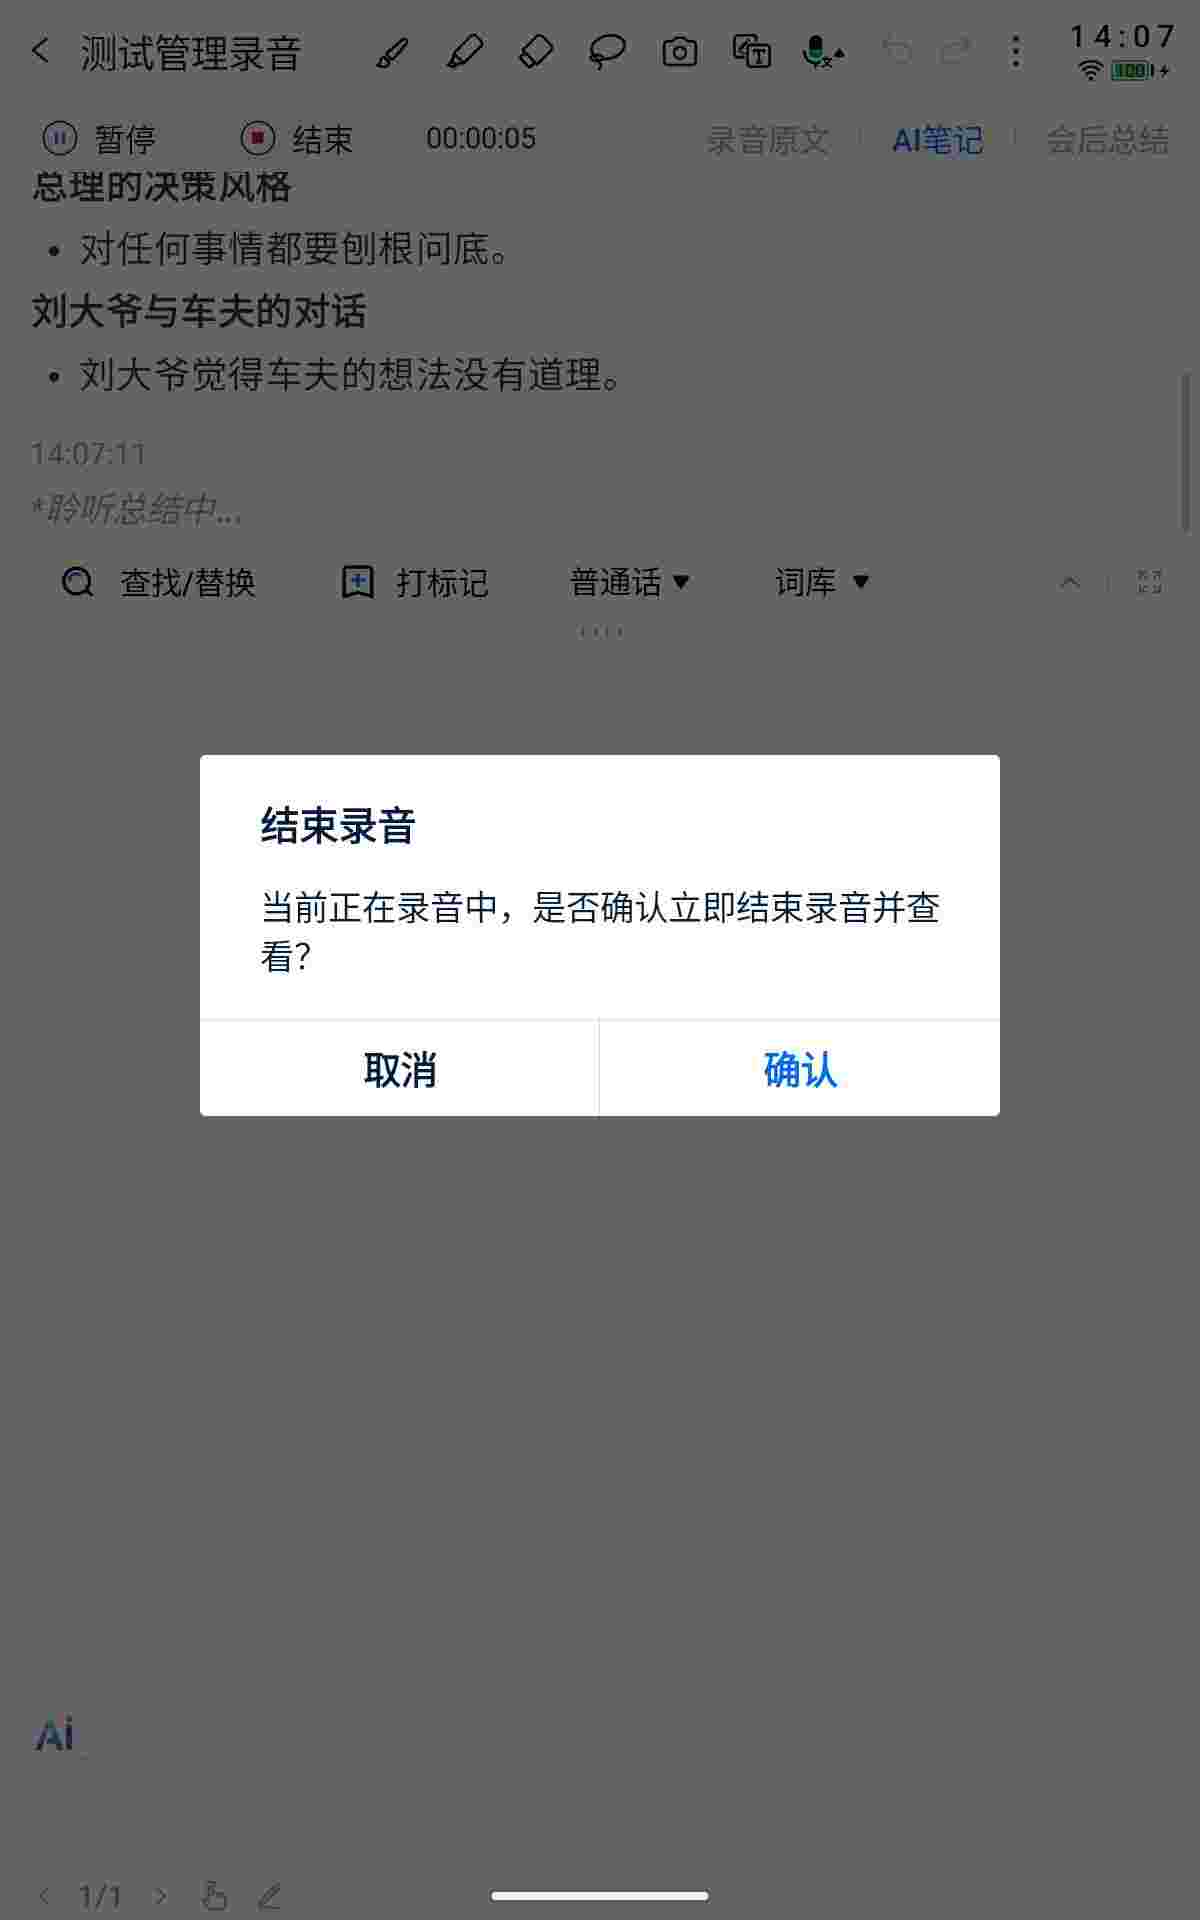 测试管理录音
14:07
100
暂停
结束
00:00:05
录音原文
AI笔记
会后总结
总理的决策风格
• 对任何事情都要刨根问底。
刘大爷与车夫的对话
• 刘大爷觉得车夫的想法没有道理。
14:07:11
*聆听总结中...
查找/替换
打标记
普通话
词库
结束录音
当前正在录音中，是否确认立即结束录音并查
看？
取消
确认
Ai
1/1